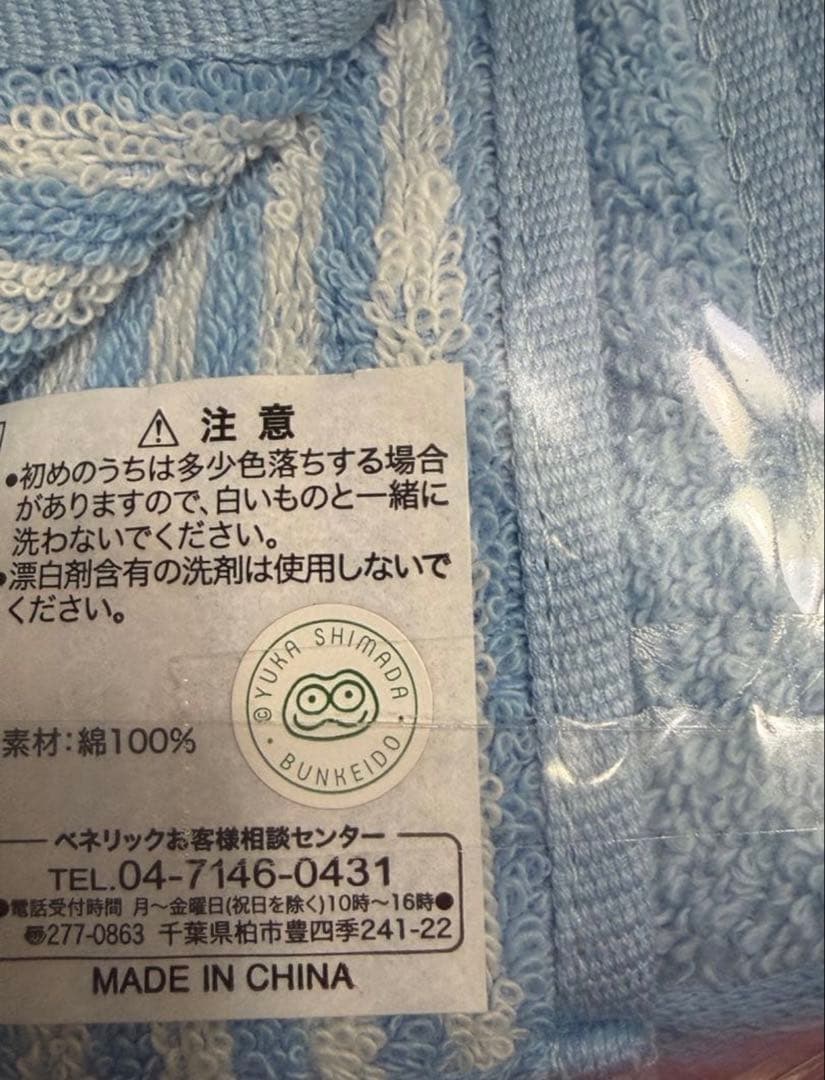 ⚠ 注意
●初めのうちは多少色落ちする場合
がありますので、白いものと一緒に
洗わないでください。
●漂白剤含有の洗剤は使用しないで
ください。
©YUKA SHIMADA
・BUNKEIDO・
素材：綿100%
ベネリックお客様相談センター
TEL.04-7146-0431
●電話受付時間 月～金曜日(祝日を除く)10時～16時●
〠277-0863 千葉県柏市豊四季241-22
MADE IN CHINA